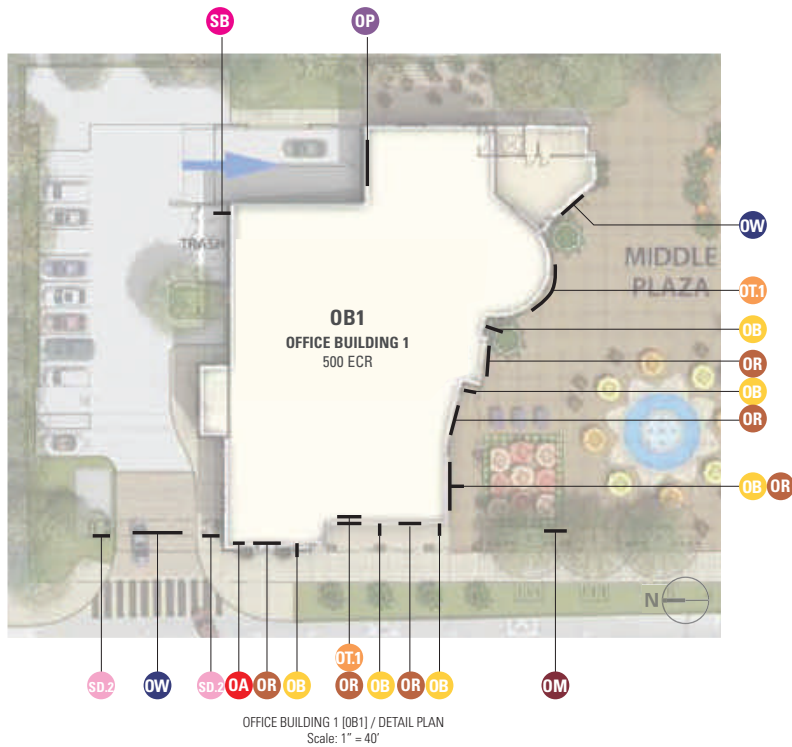 SB OP
TRASH
OW
MIDDLE
PLAZA
OT.1
OB1
OFFICE BUILDING 1
500 ECR
OB
OR
OB
OR
OB OR
N
OT.1
SD.2 OW SD.2 OA OR OB OR OB OR OB OM
OFFICE BUILDING 1 [OB1] / DETAIL PLAN
Scale: 1" = 40'